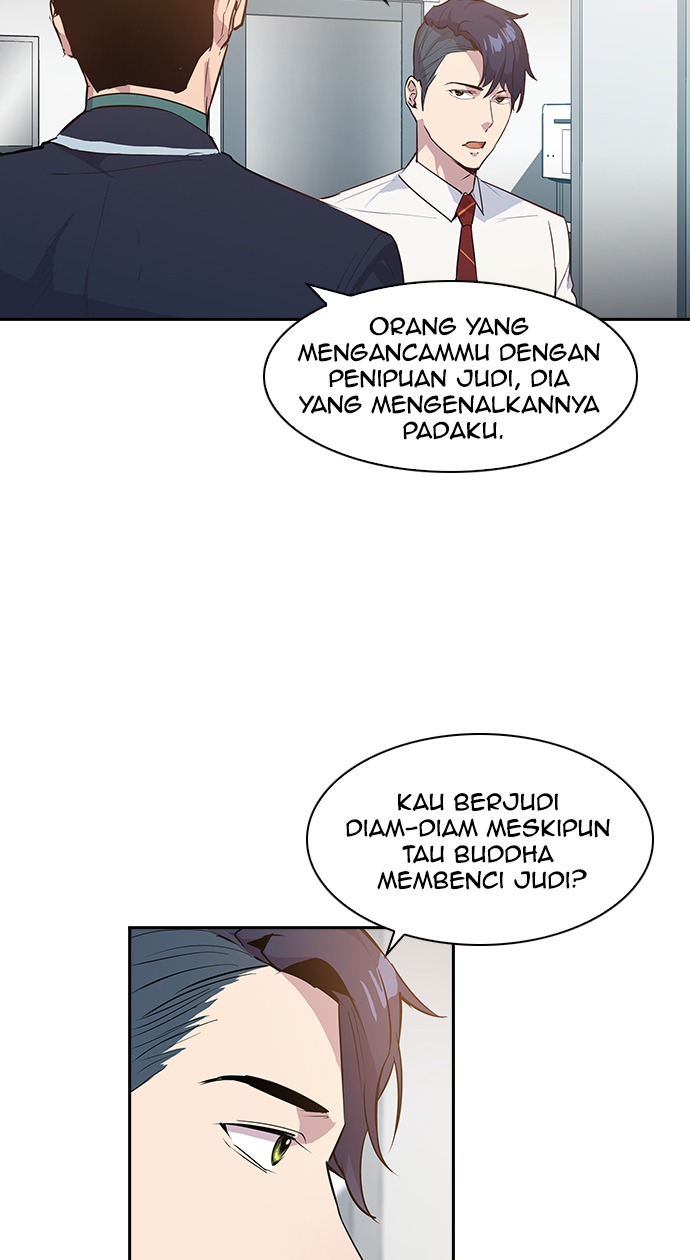 ORANG YANG
MENGANCAMMU DENGAN
PENIPUAN JUDI, DIA
YANG MENGENALKANNYA
PADAKU.
KAU BERJUDI
DIAM-DIAM MESKIPUN
TAU BUDDHA
MEMBENCI JUDI?